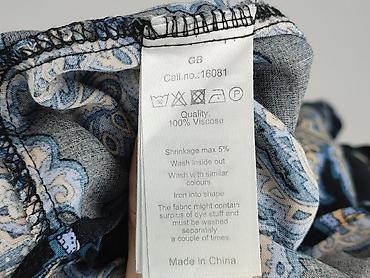 GB
Call.no.:16081
30
P
Quality:
100% Viscose
Shrinkage max 5%
Wash inside out
Wash with similar
colours
Iron into shape
The fabric might contain
surplus of dye stuff and
must be washed
separately
a couple of times.
Made in China